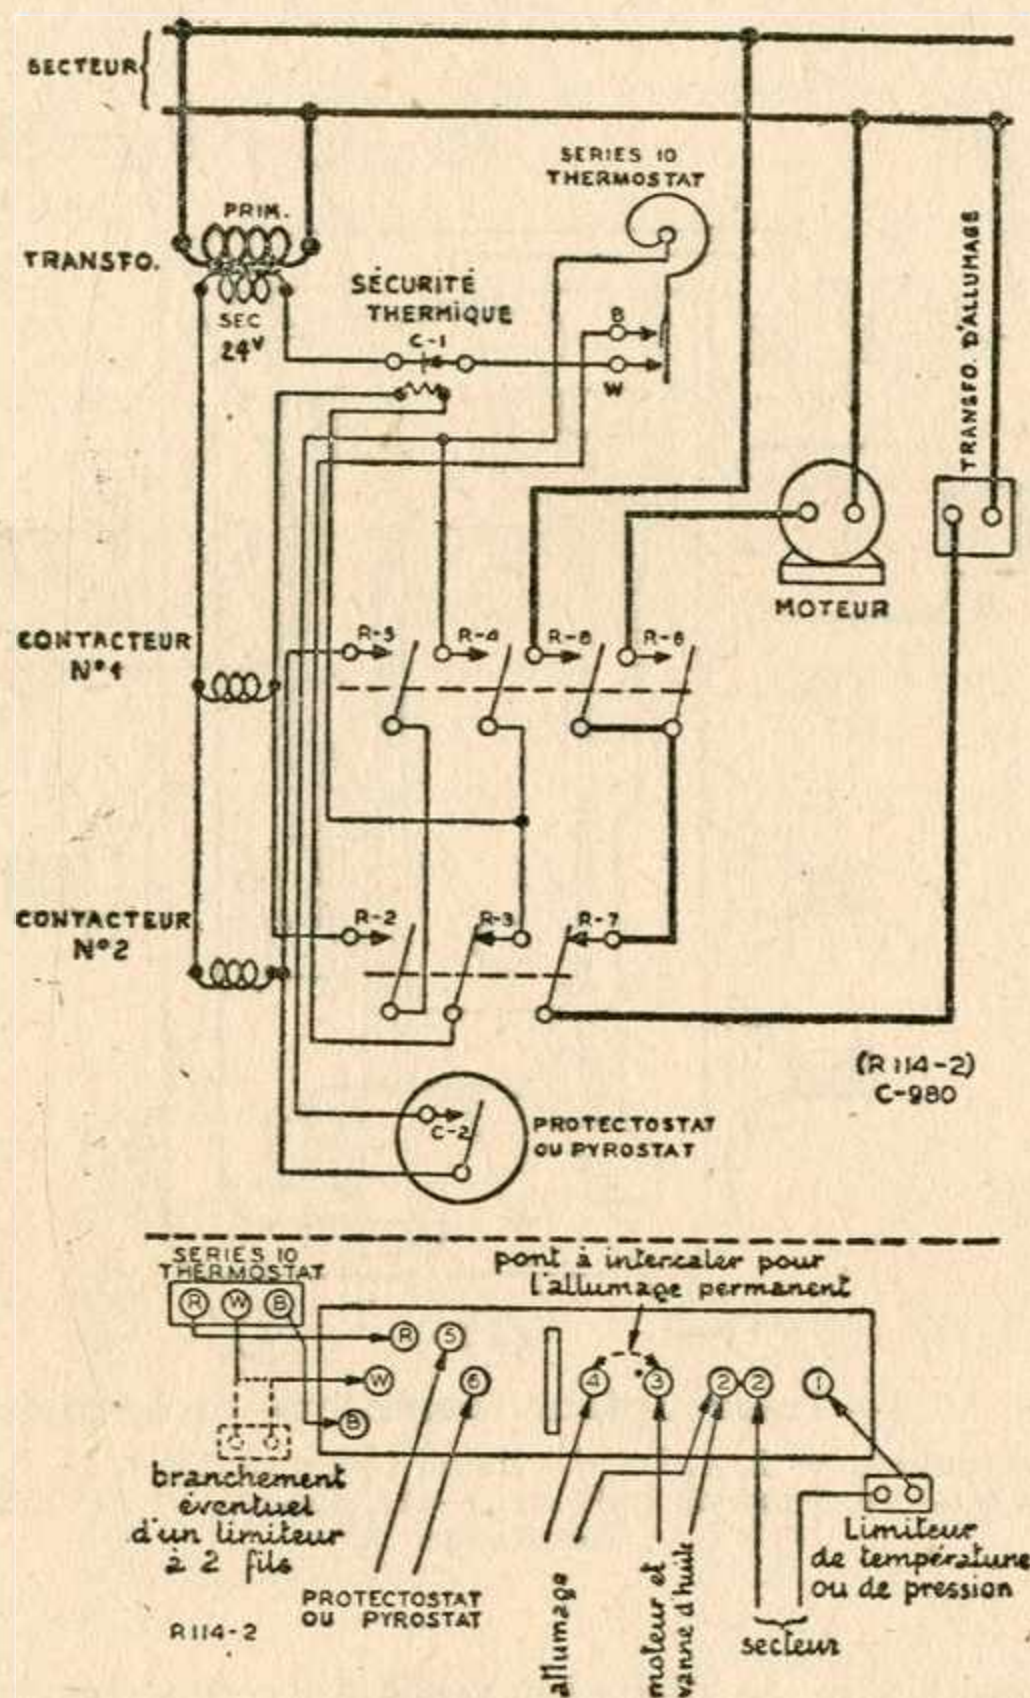 SECTEUR
SERIES 10
THERMOSTAT
PRIM.
TRANSFO.
SÉCURITÉ
THERMIQUE
SEC
24V
C-1
B
W
TRANSFO. D'ALLUMAGE
MOTEUR
CONTACTEUR
N°1
R-5
R-4
R-8
R-6
CONTACTEUR
N°2
R-2
R-3
R-7
(R 114-2)
C-980
C-2
PROTECTOSTAT
OU PYROSTAT
SERIES 10
THERMOSTAT
pont à intercaler pour
l'allumage permanent
R W B
R 5
W 6 4 3 2 2 1
B
branchement
éventuel
d'un limiteur
à 2 fils
Limiteur
de température
ou de pression
PROTECTOSTAT
OU PYROSTAT
allumage
moteur et
vanne d'huile
secteur
R 114-2